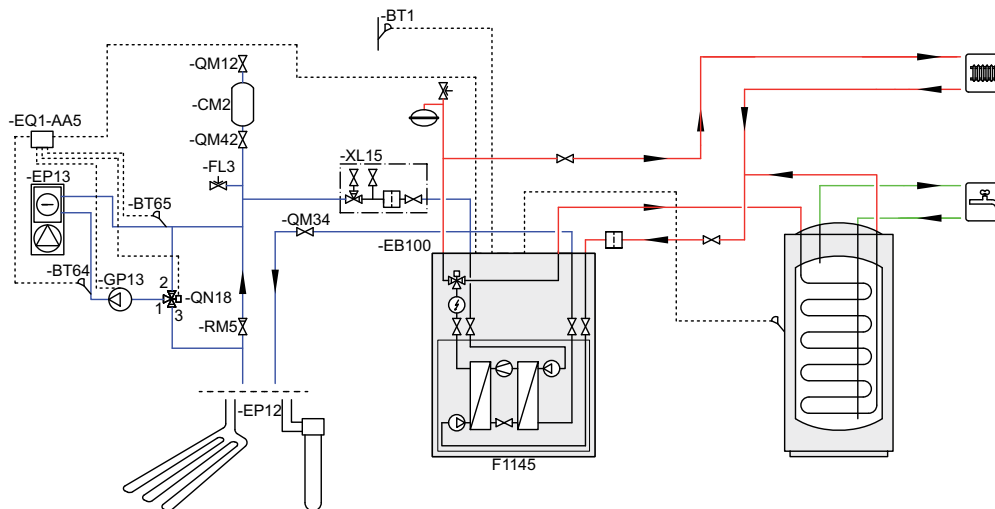 -BT1
-QM12
-CM2
-EQ1-AA5
-QM42
-FL3
-XL15
-EP13
-BT65
-QM34
-EB100
-BT64
-GP13
2
-QN18
1
3
-RM5
-EP12
F1145